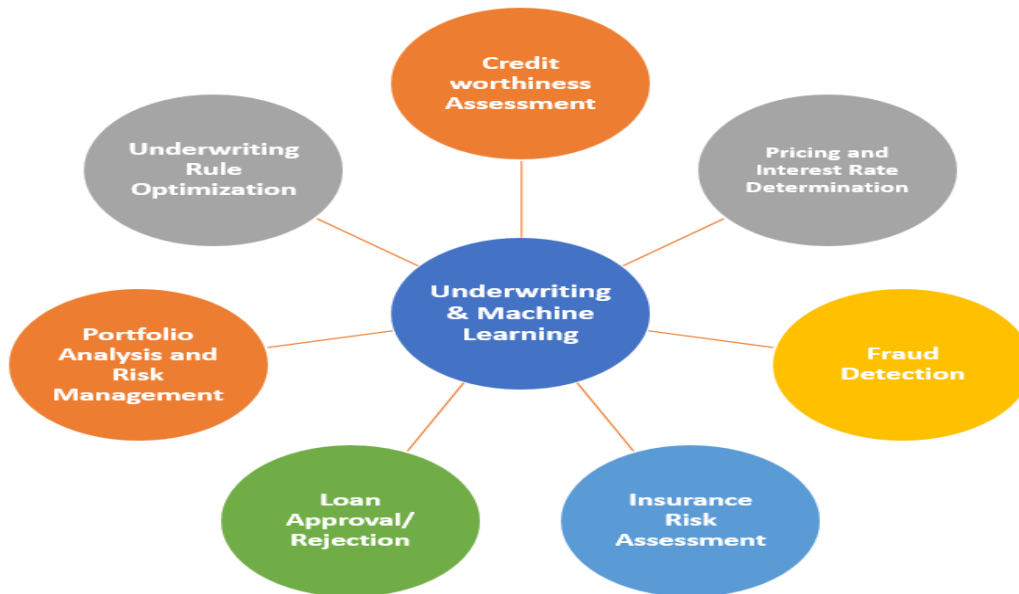 Credit
worthiness
Assessment
Pricing and
Interest Rate
Determination
Fraud
Detection
Insurance
Risk
Assessment
Loan
Approval/
Rejection
Portfolio
Analysis and
Risk
Management
Underwriting
Rule
Optimization
Underwriting
& Machine
Learning